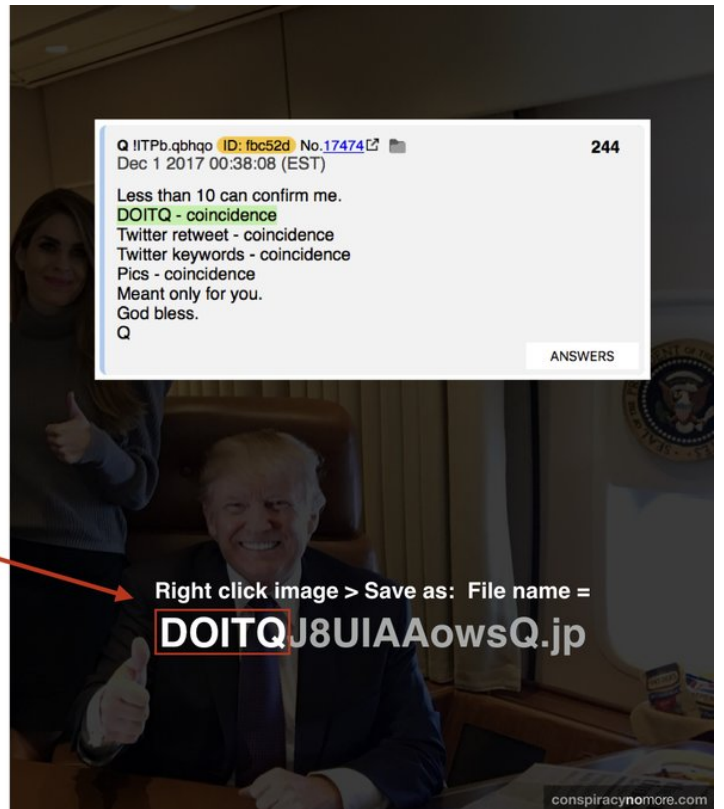 Q !ITPb.qbhqo ID: fbc52d No.17474 244
Dec 1 2017 00:38:08 (EST)
Less than 10 can confirm me.
DOITQ - coincidence
Twitter retweet - coincidence
Twitter keywords - coincidence
Pics - coincidence
Meant only for you.
God bless.
Q
ANSWERS
Right click image > Save as: File name =
DOITQJ8UIAAowsQ.jp
conspiracynomore.com